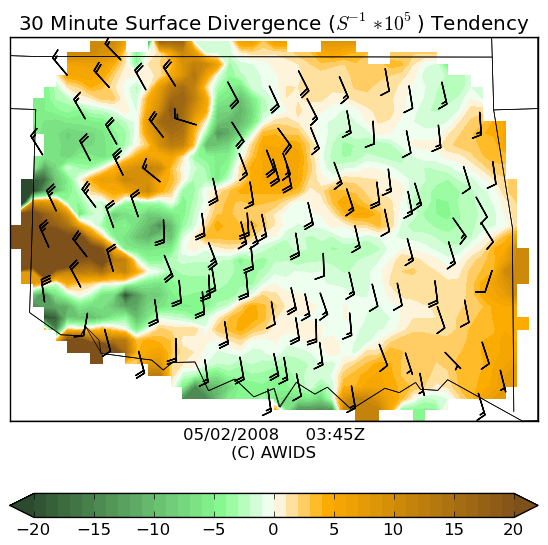 30 Minute Surface Divergence (S⁻¹ *10⁵ ) Tendency
05/02/2008 03:45Z
(C) AWIDS
−20 −15 −10 −5 0 5 10 15 20